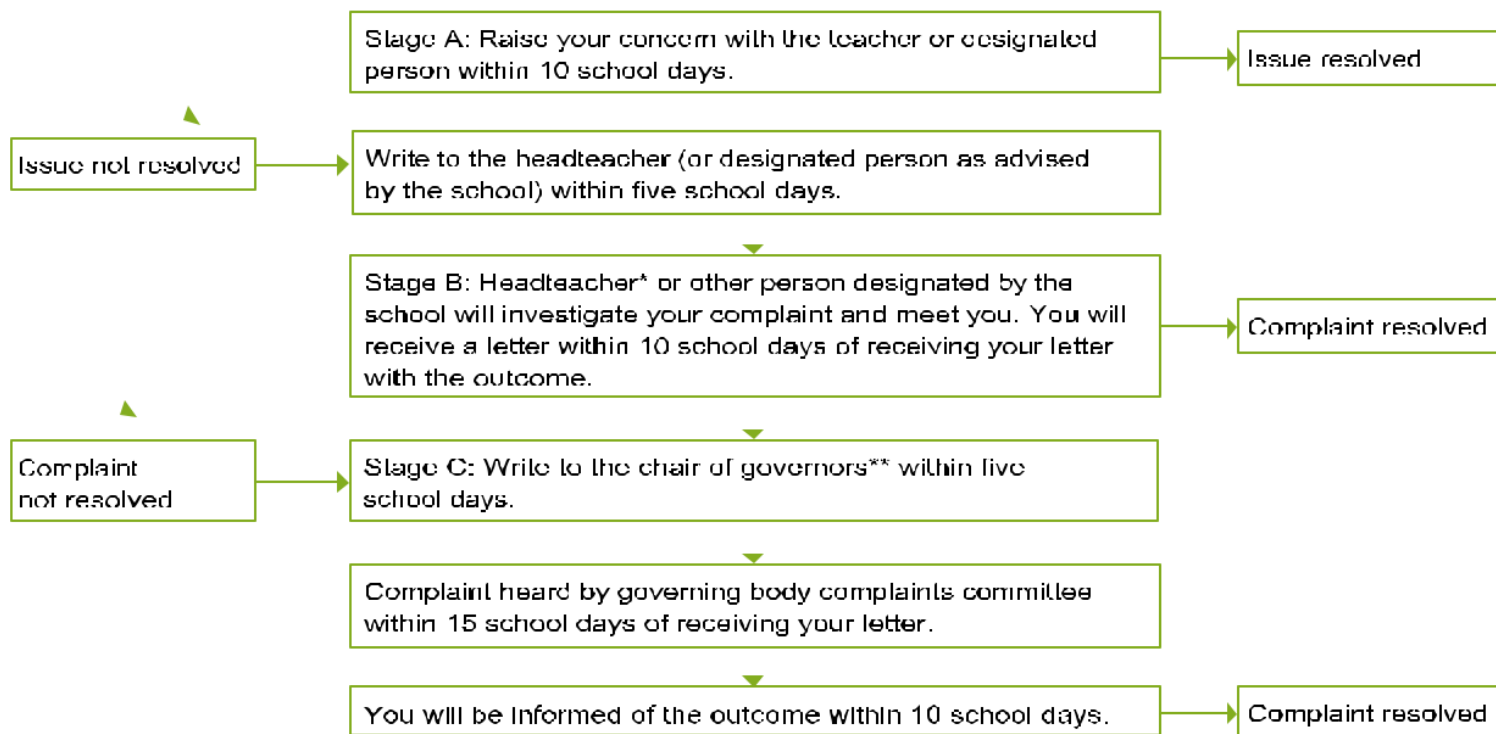 Stage A: Raise your concern with the teacher or designated
person within 10 school days.
Issue resolved
Issue not resolved
Write to the headteacher (or designated person as advised
by the school) within five school days.
Stage B: Headteacher* or other person designated by the
school will investigate your complaint and meet you. You will
receive a letter within 10 school days of receiving your letter
with the outcome.
Complaint resolved
Complaint
not resolved
Stage C: Write to the chair of governors** within five
school days.
Complaint heard by governing body complaints committee
within 15 school days of receiving your letter.
You will be informed of the outcome within 10 school days.
Complaint resolved